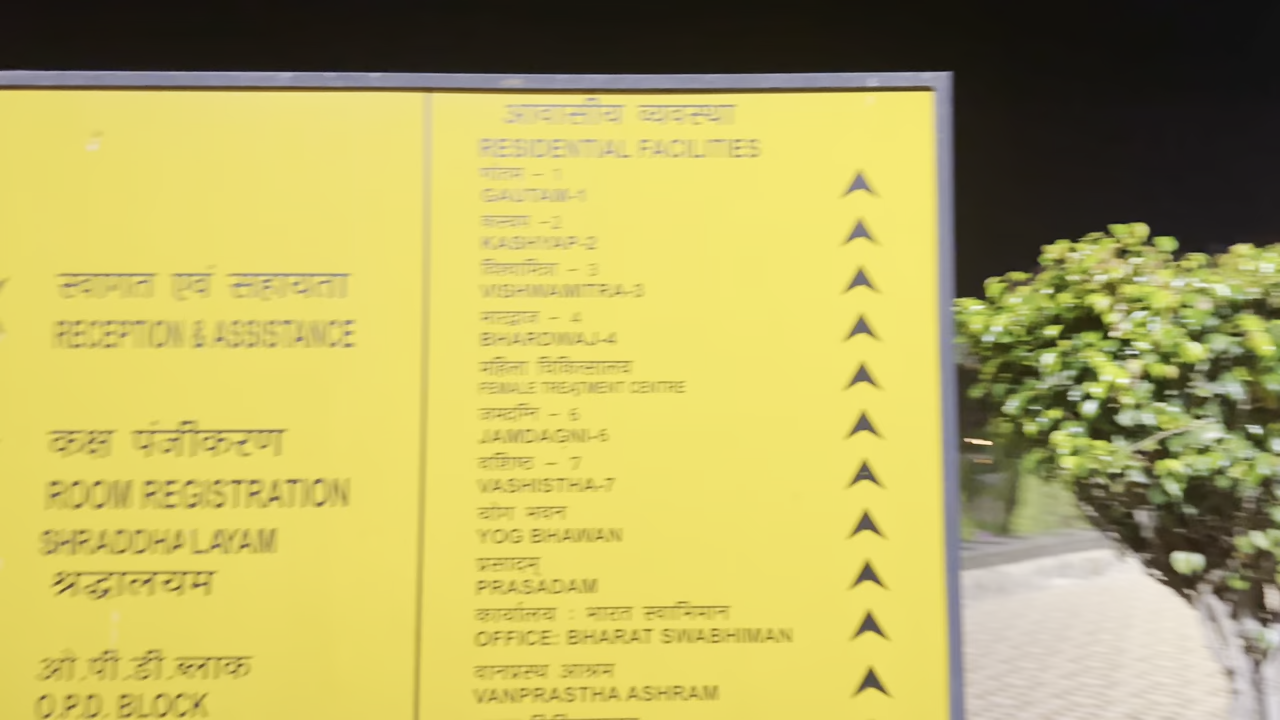 स्वागत एवं सहायता
RECEPTION & ASSISTANCE
कक्ष पंजीकरण
ROOM REGISTRATION
SHRADDHALAYAM
श्रद्धालयम
ओ.पी.डी.ब्लाक
O.P.D. BLOCK
आवासीय व्यवस्था
RESIDENTIAL FACILITIES
गौतम - 1
GAUTAM-1
कश्यप -2
KASHYAP-2
विश्वामित्रा - 3
VISHWAMITRA-3
भारद्वाज - 4
BHARDWAJ-4
महिला चिकित्सालय
FEMALE TREATMENT CENTRE
जमदग्नि - 6
JAMDAGNI-6
वशिष्ठ - 7
VASHISTHA-7
योग भवन
YOG BHAWAN
प्रसादम्
PRASADAM
कार्यालय : भारत स्वाभिमान
OFFICE: BHARAT SWABHIMAN
वानप्रस्थ आश्रम
VANPRASTHA ASHRAM